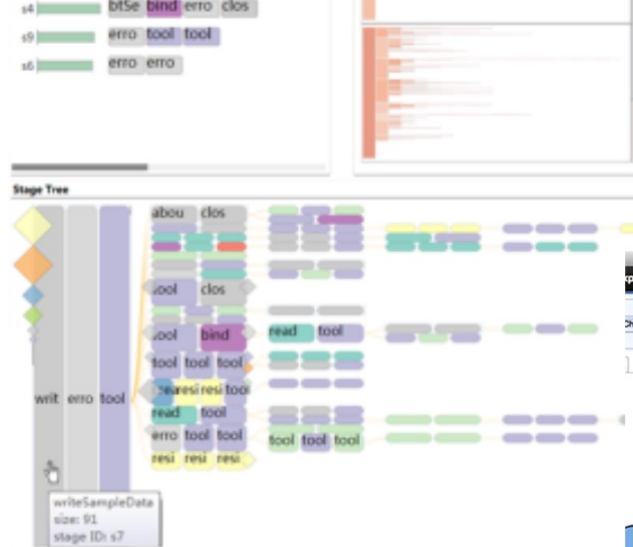 s4 btSe bind erro clos
s9 erro tool tool
s6 erro erro
Stage Tree
abou clos
tool clos
tool bind read tool
tool tool tool
resi resi tool
writ erro tool
read tool
erro tool tool tool tool tool
resi resi resi
writeSampleData
size: 91
stage ID: s7